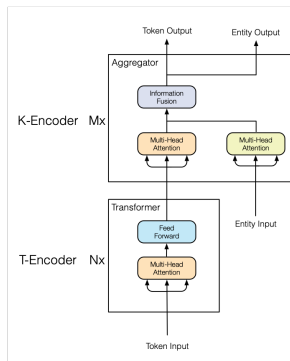 Token Output
Entity Output
Aggregator
Information
Fusion
K-Encoder Mx
Multi-Head
Attention
Multi-Head
Attention
Transformer
Entity Input
Feed
Forward
T-Encoder Nx
Multi-Head
Attention
Token Input